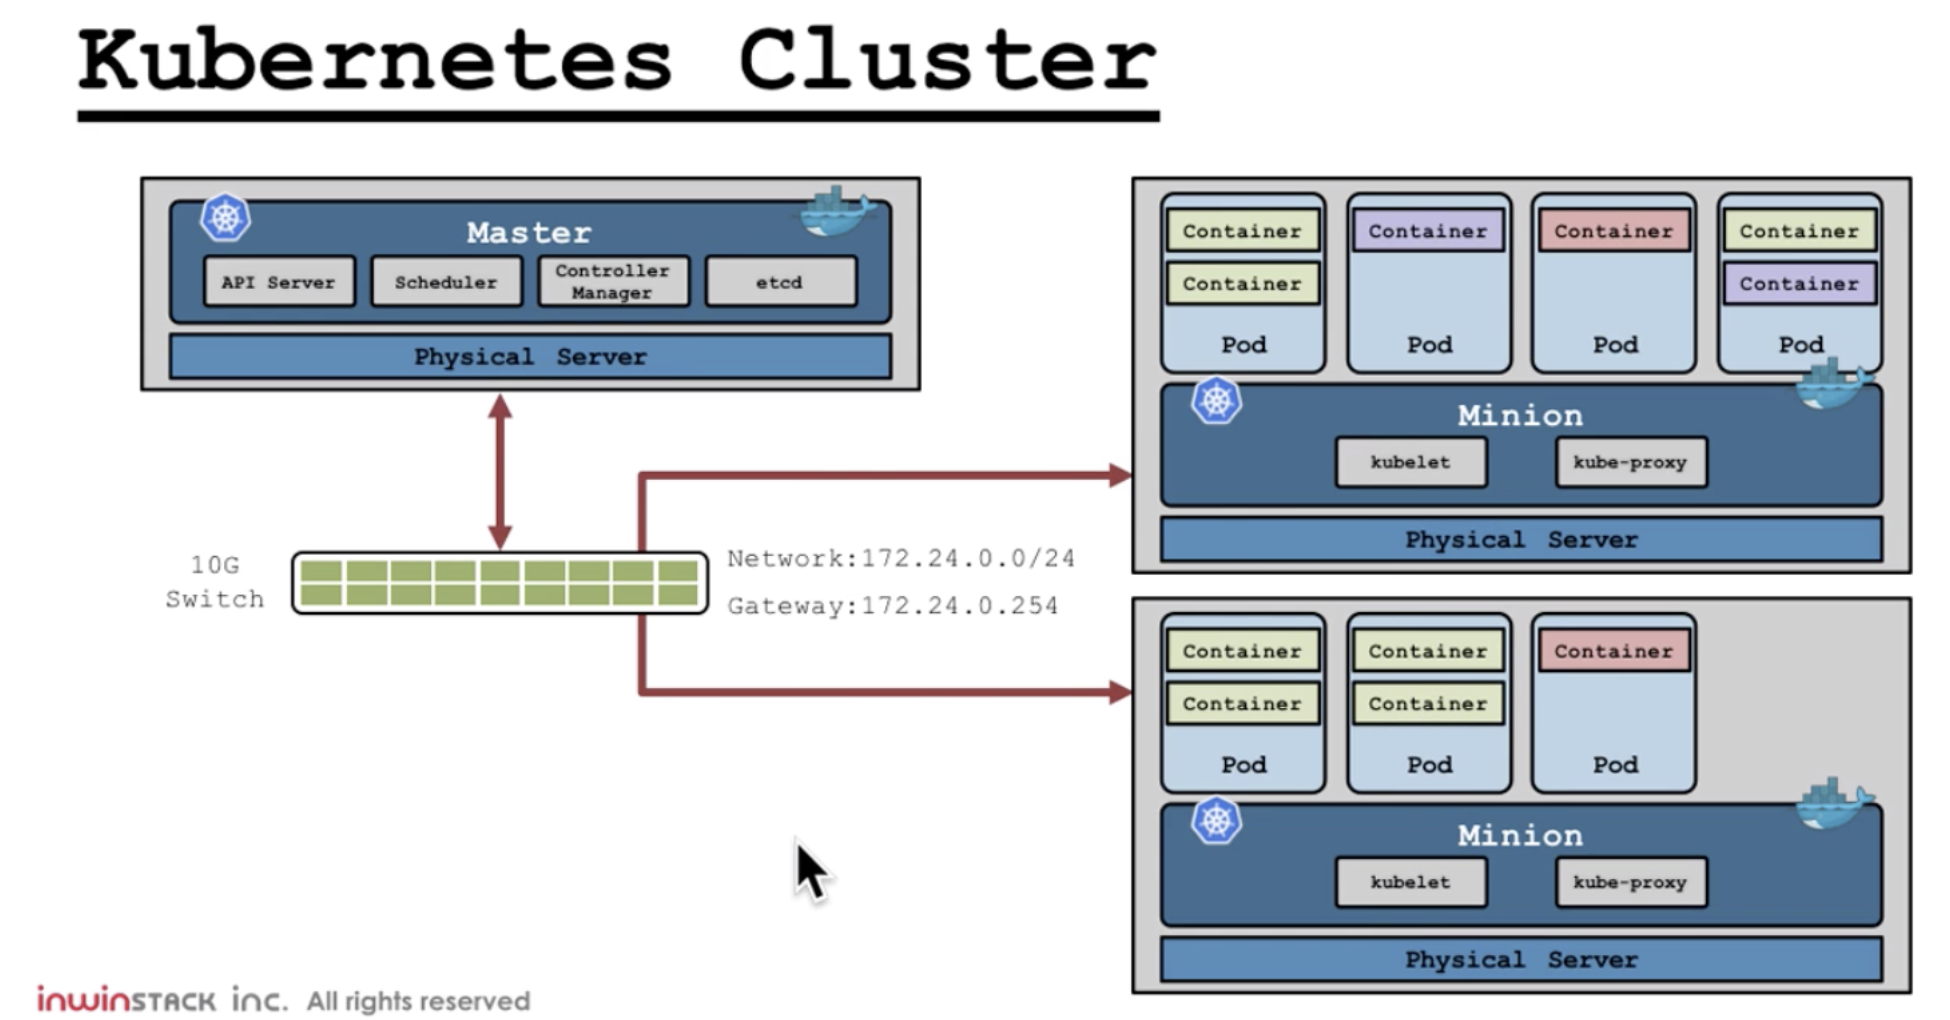 Kubernetes Cluster
Master
API Server
Scheduler
Controller
Manager
etcd
Physical Server
10G
Switch
Network:172.24.0.0/24
Gateway:172.24.0.254
Container
Container
Pod
Container
Pod
Container
Pod
Container
Container
Pod
Minion
kubelet
kube-proxy
Physical Server
Container
Container
Pod
Container
Container
Pod
Container
Pod
Minion
kubelet
kube-proxy
Physical Server
inwinSTACK inc. All rights reserved